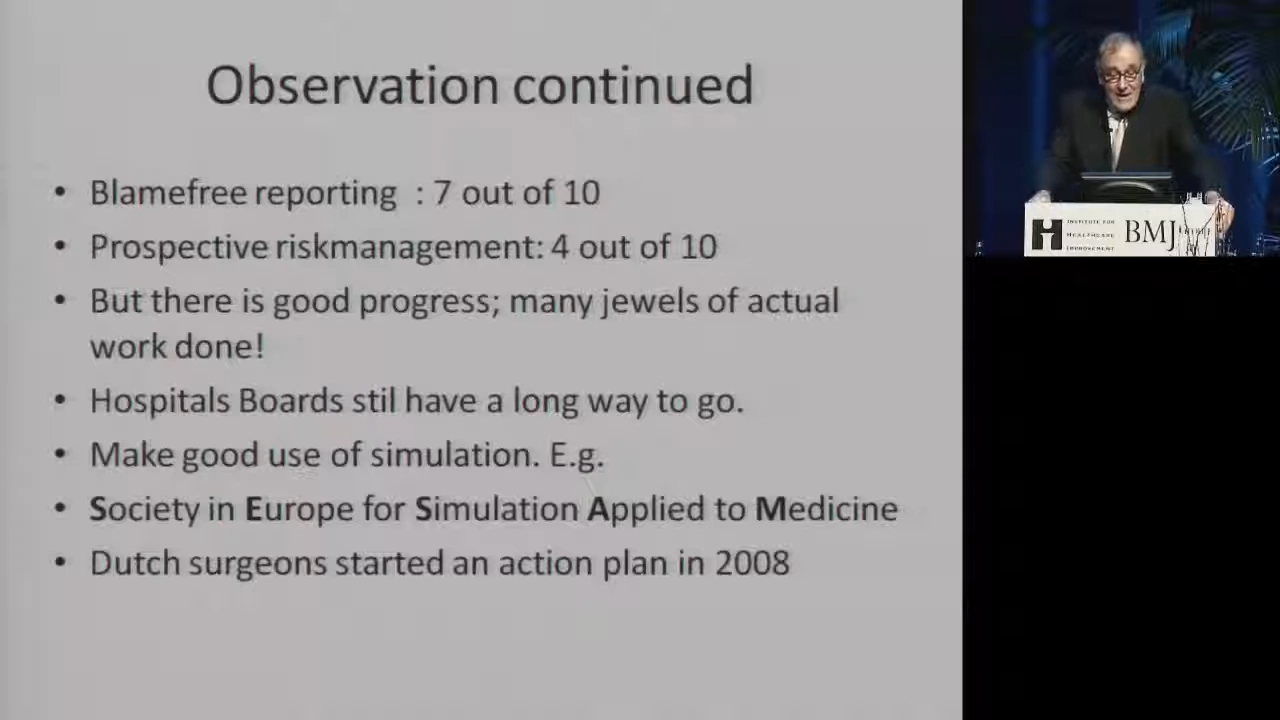 Observation continued
• Blamefree reporting : 7 out of 10
• Prospective riskmanagement: 4 out of 10
• But there is good progress; many jewels of actual
work done!
• Hospitals Boards stil have a long way to go.
• Make good use of simulation. E.g.
• Society in Europe for Simulation Applied to Medicine
• Dutch surgeons started an action plan in 2008
INSTITUTE FOR
HEALTHCARE
IMPROVEMENT
BMJ